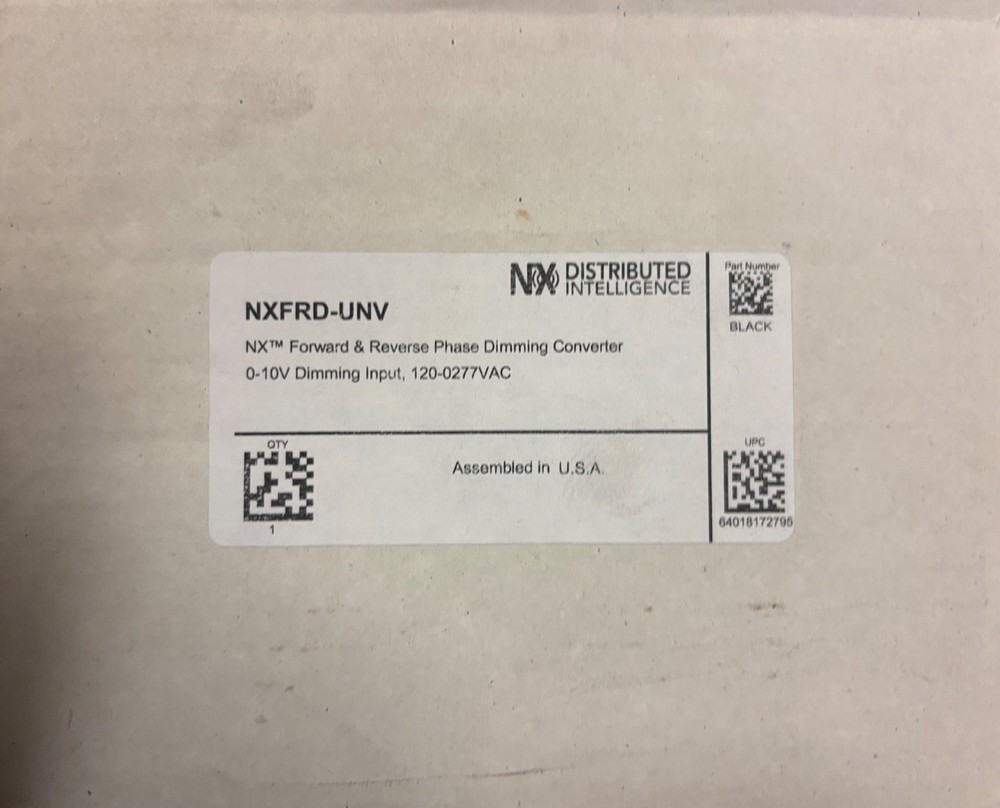 NX DISTRIBUTED
INTELLIGENCE
NXFRD-UNV
NX™ Forward & Reverse Phase Dimming Converter
0-10V Dimming Input, 120-0277VAC
QTY
1
Assembled in U.S.A.
Part Number
BLACK
UPC
64018172795